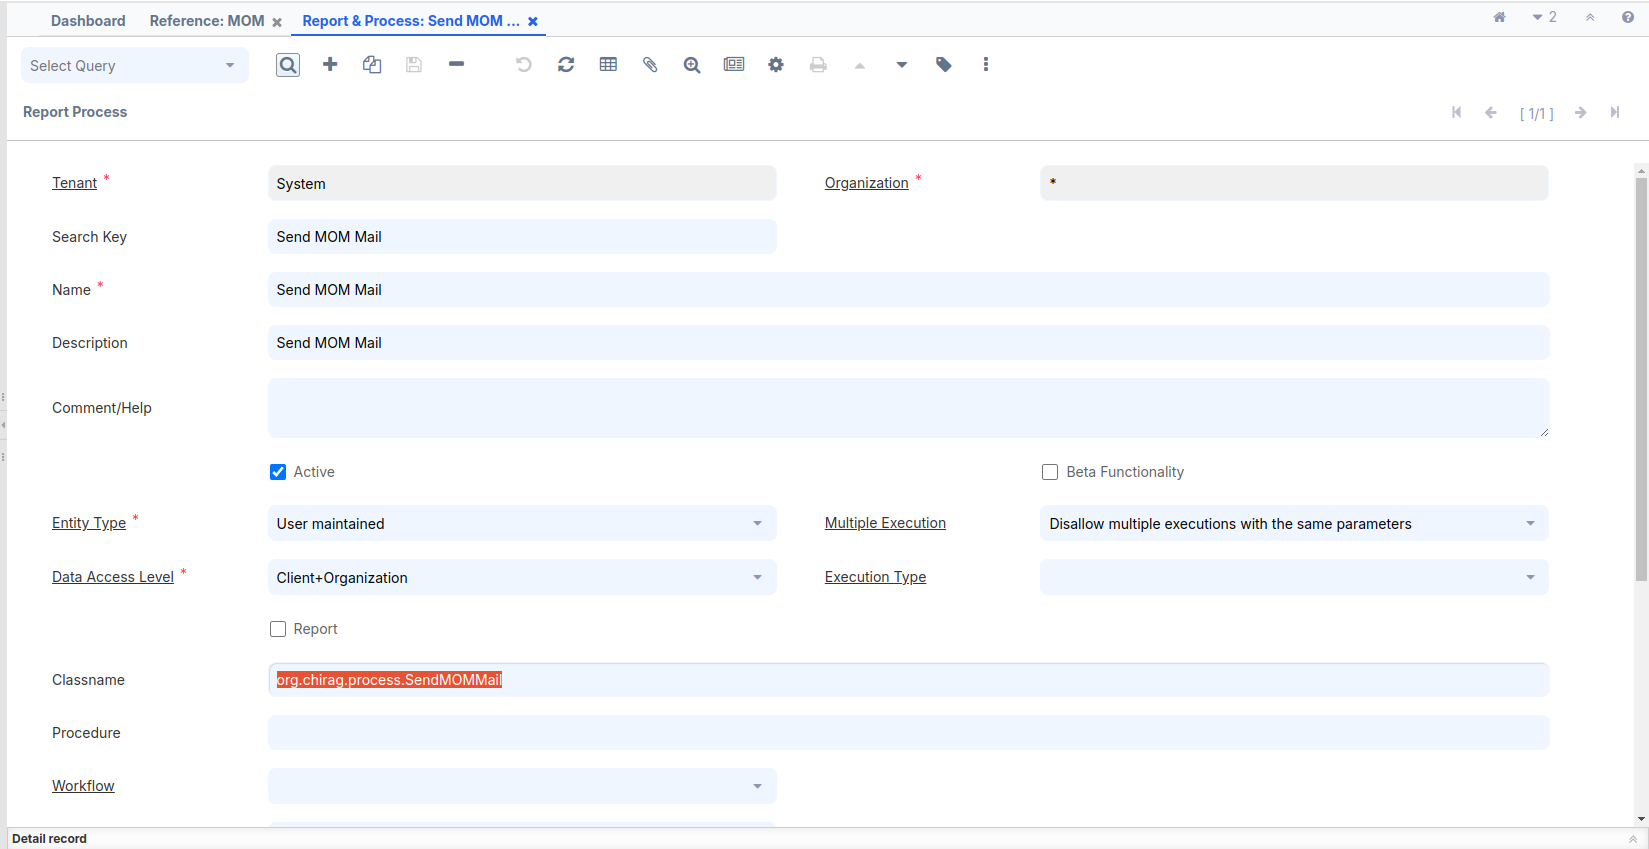 Dashboard Reference: MOM Report & Process: Send MOM ...
2
Select Query
Report Process
[ 1/1 ]
Tenant * System Organization * *
Search Key Send MOM Mail
Name * Send MOM Mail
Description Send MOM Mail
Comment/Help
Active Beta Functionality
Entity Type * User maintained Multiple Execution Disallow multiple executions with the same parameters
Data Access Level * Client+Organization Execution Type
Report
Classname org.chirag.process.SendMOMMail
Procedure
Workflow
Detail record